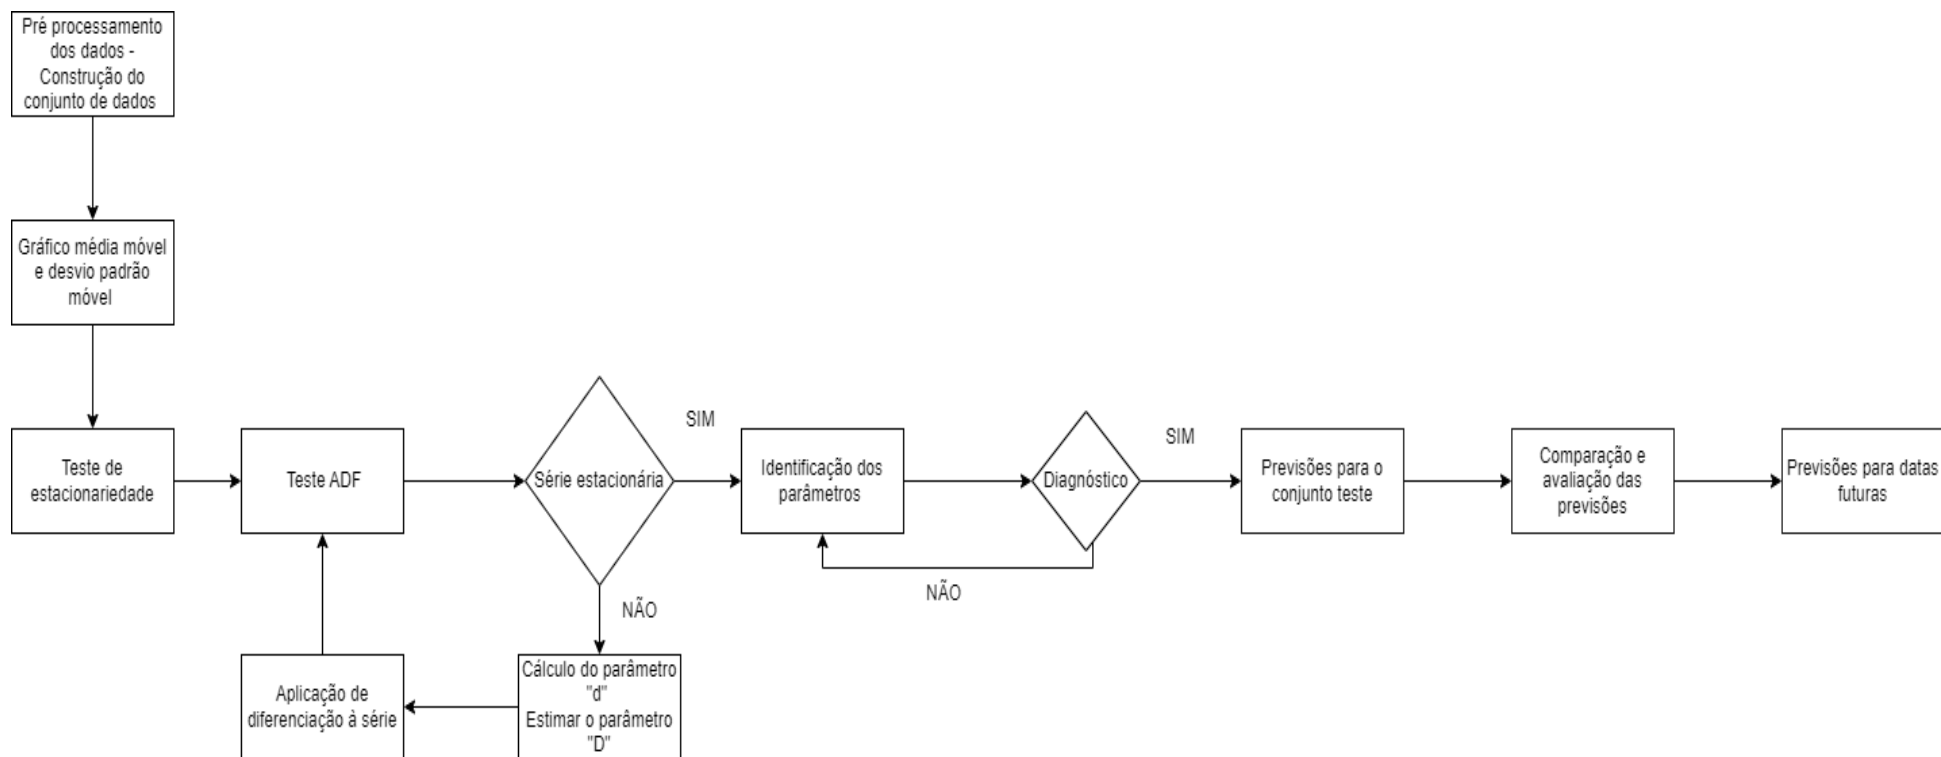 Pré processamento
dos dados -
Construção do
conjunto de dados
Gráfico média móvel
e desvio padrão
móvel
Teste de
estacionariedade
Teste ADF
Série estacionária
SIM
Identificação dos
parâmetros
Diagnóstico
SIM
Previsões para o
conjunto teste
Comparação e
avaliação das
previsões
Previsões para datas
futuras
NÃO
NÃO
Cálculo do parâmetro
"d"
Estimar o parâmetro
"D"
Aplicação de
diferenciação à série